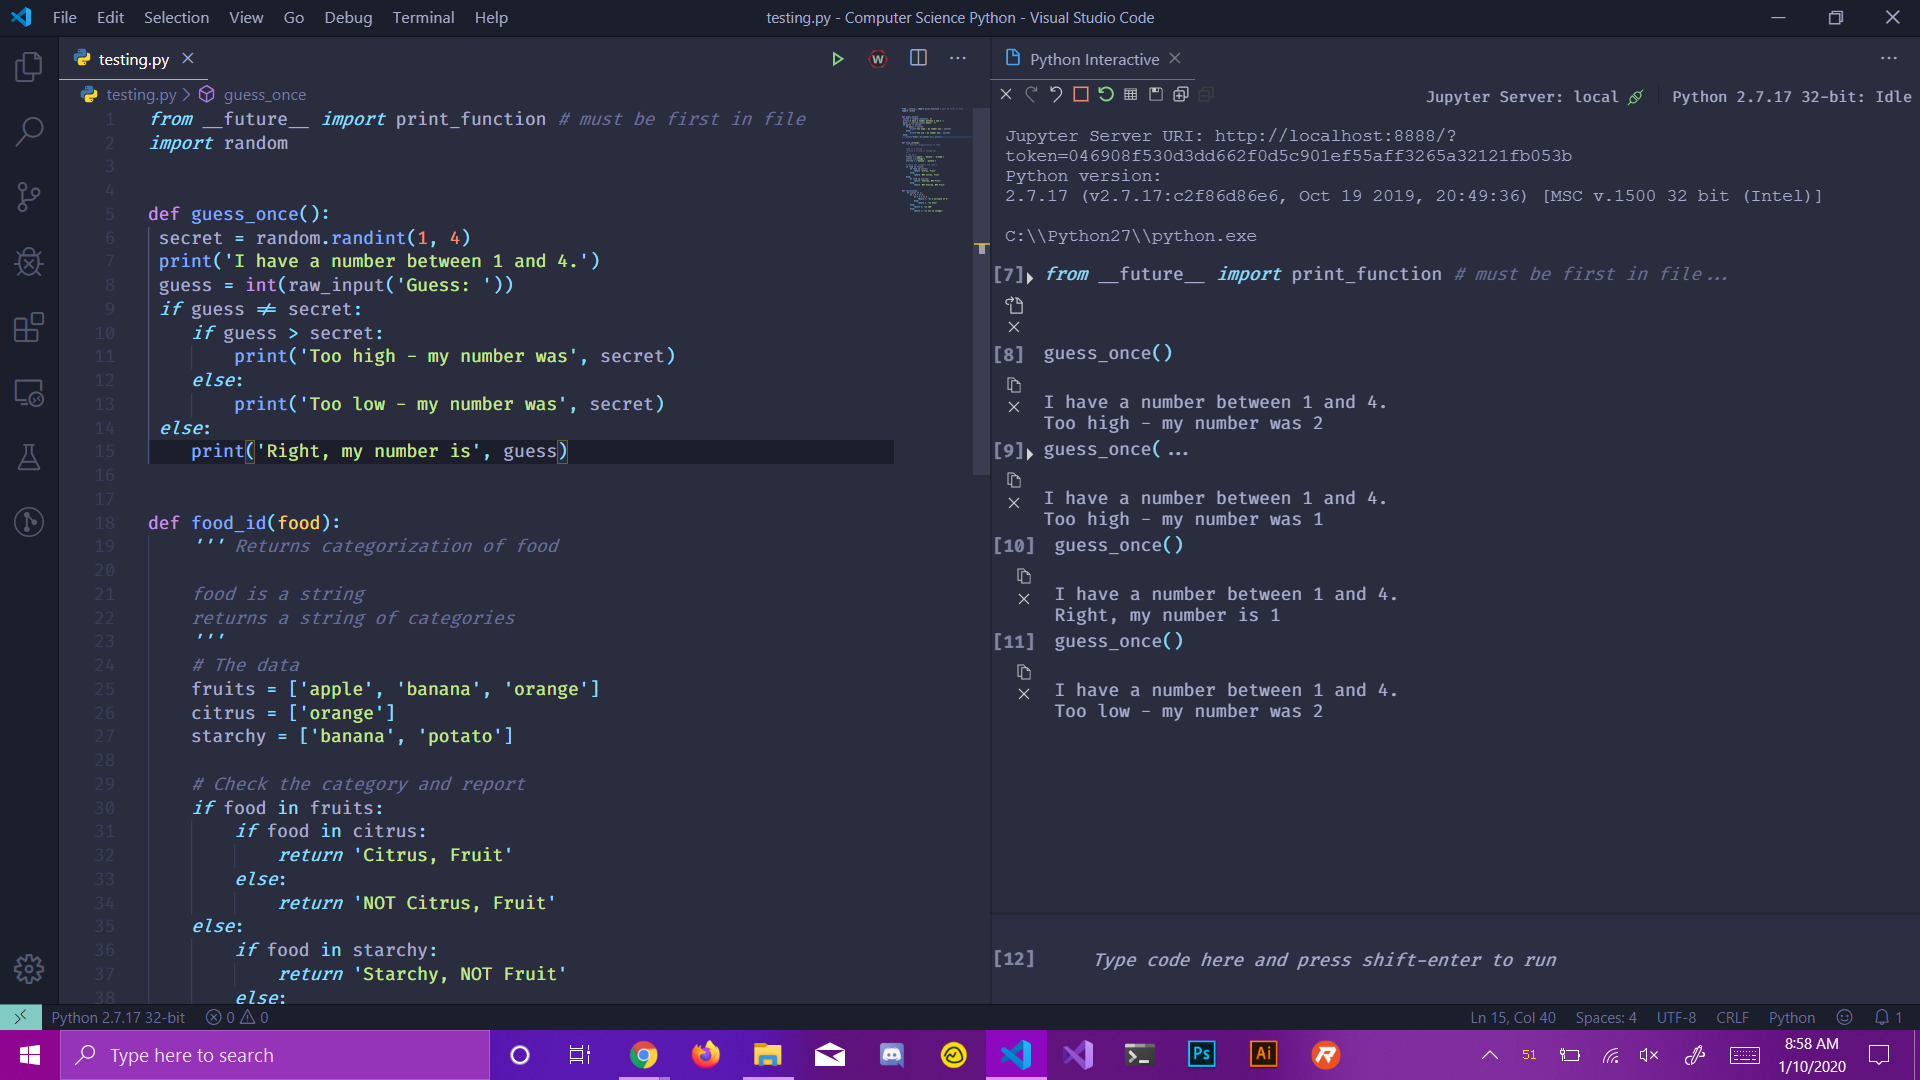 File Edit Selection View Go Debug Terminal Help
testing.py - Computer Science Python - Visual Studio Code
testing.py
testing.py > guess_once
1 from __future__ import print_function # must be first in file
2 import random
3
4
5 def guess_once():
6 secret = random.randint(1, 4)
7 print('I have a number between 1 and 4.')
8 guess = int(raw_input('Guess: '))
9 if guess != secret:
10 if guess > secret:
11 print('Too high - my number was', secret)
12 else:
13 print('Too low - my number was', secret)
14 else:
15 print('Right, my number is', guess)
16
17
18 def food_id(food):
19 ''' Returns categorization of food
20
21 food is a string
22 returns a string of categories
23 '''
24 # The data
25 fruits = ['apple', 'banana', 'orange']
26 citrus = ['orange']
27 starchy = ['banana', 'potato']
28
29 # Check the category and report
30 if food in fruits:
31 if food in citrus:
32 return 'Citrus, Fruit'
33 else:
34 return 'NOT Citrus, Fruit'
35 else:
36 if food in starchy:
37 return 'Starchy, NOT Fruit'
38 else:
Python Interactive
Jupyter Server: local
Python 2.7.17 32-bit: Idle
Jupyter Server URI: http://localhost:8888/?
token=046908f530d3dd662f0d5c901ef55aff3265a32121fb053b
Python version:
2.7.17 (v2.7.17:c2f86d86e6, Oct 19 2019, 20:49:36) [MSC v.1500 32 bit (Intel)]
C:\\Python27\\python.exe
[7] from __future__ import print_function # must be first in file...
[8] guess_once()
I have a number between 1 and 4.
Too high - my number was 2
[9] guess_once( ...
I have a number between 1 and 4.
Too high - my number was 1
[10] guess_once()
I have a number between 1 and 4.
Right, my number is 1
[11] guess_once()
I have a number between 1 and 4.
Too low - my number was 2
[12] Type code here and press shift-enter to run
Python 2.7.17 32-bit 0 0
Ln 15, Col 40 Spaces: 4 UTF-8 CRLF Python 1
Type here to search
Ps
Ai
51
8:58 AM
1/10/2020